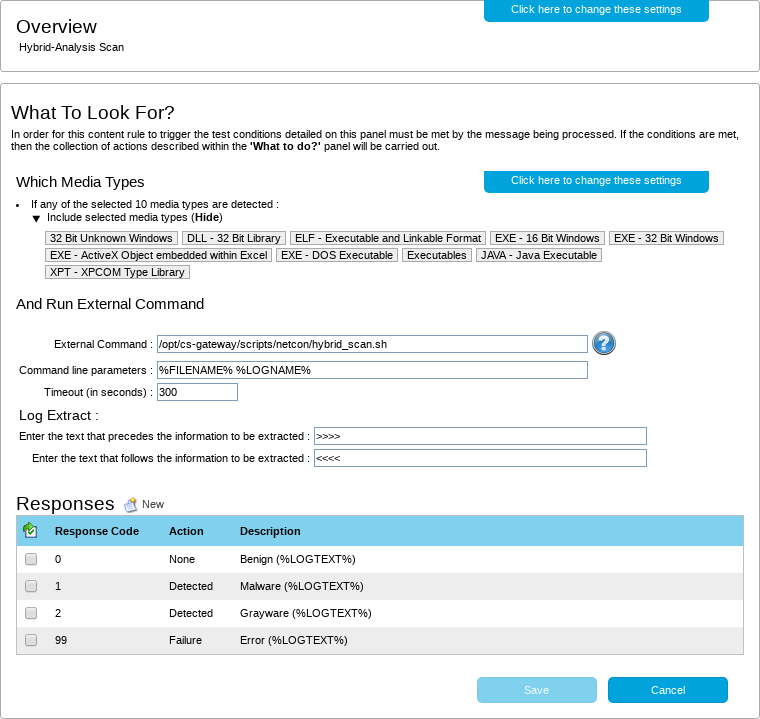 Click here to change these settings
Overview
Hybrid-Analysis Scan
What To Look For?
In order for this content rule to trigger the test conditions detailed on this panel must be met by the message being processed. If the conditions are met,
then the collection of actions described within the 'What to do?' panel will be carried out.
Which Media Types
Click here to change these settings
If any of the selected 10 media types are detected :
Include selected media types (Hide)
32 Bit Unknown Windows DLL - 32 Bit Library ELF - Executable and Linkable Format EXE - 16 Bit Windows EXE - 32 Bit Windows
EXE - ActiveX Object embedded within Excel EXE - DOS Executable Executables JAVA - Java Executable
XPT - XPCOM Type Library
And Run External Command
External Command : /opt/cs-gateway/scripts/netcon/hybrid_scan.sh
Command line parameters : %FILENAME% %LOGNAME%
Timeout (in seconds) : 300
Log Extract :
Enter the text that precedes the information to be extracted : >>>>
Enter the text that follows the information to be extracted : <<<<
Responses New
Response Code Action Description
0 None Benign (%LOGTEXT%)
1 Detected Malware (%LOGTEXT%)
2 Detected Grayware (%LOGTEXT%)
99 Failure Error (%LOGTEXT%)
Save Cancel